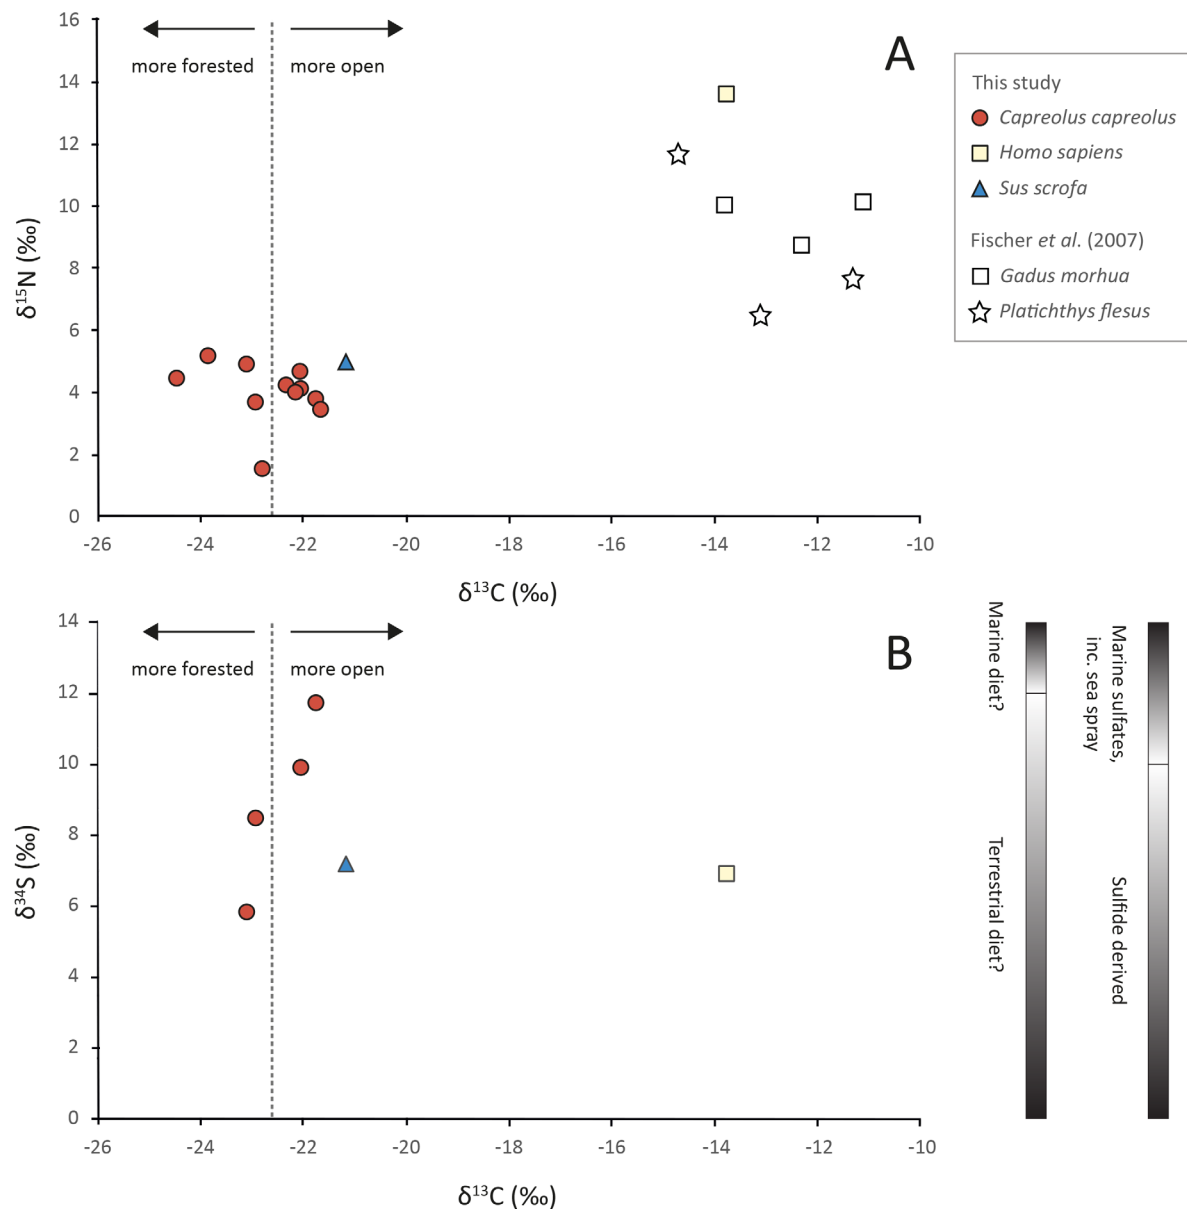 16
14
12
10
8
6
4
2
0
δ¹⁵N (‰)
more forested
more open
A
This study
Capreolus capreolus
Homo sapiens
Sus scrofa
Fischer et al. (2007)
Gadus morhua
Platichthys flesus
-26 -24 -22 -20 -18 -16 -14 -12 -10
δ¹³C (‰)
14
12
10
8
6
4
2
0
δ³⁴S (‰)
more forested
more open
B
-26 -24 -22 -20 -18 -16 -14 -12 -10
δ¹³C (‰)
Marine diet?
Terrestrial diet?
Marine sulfates,
inc. sea spray
Sulfide derived